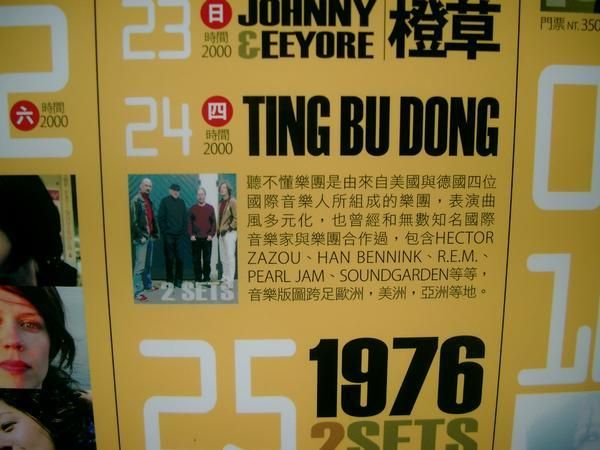 23
日
時間
2000
JOHNNY
&EEYORE
橙草
門票 NT. 350
2
六
時間
2000
24
四
時間
2000
TING BU DONG
聽不懂樂團是由來自美國與德國四位
國際音樂人所組成的樂團，表演曲
風多元化，也曾經和無數知名國際
音樂家與樂團合作過，包含HECTOR
ZAZOU、HAN BENNINK、R.E.M.、
PEARL JAM、SOUNDGARDEN等等，
音樂版圖跨足歐洲，美洲，亞洲等地。
2 SETS
25
1976
2SETS